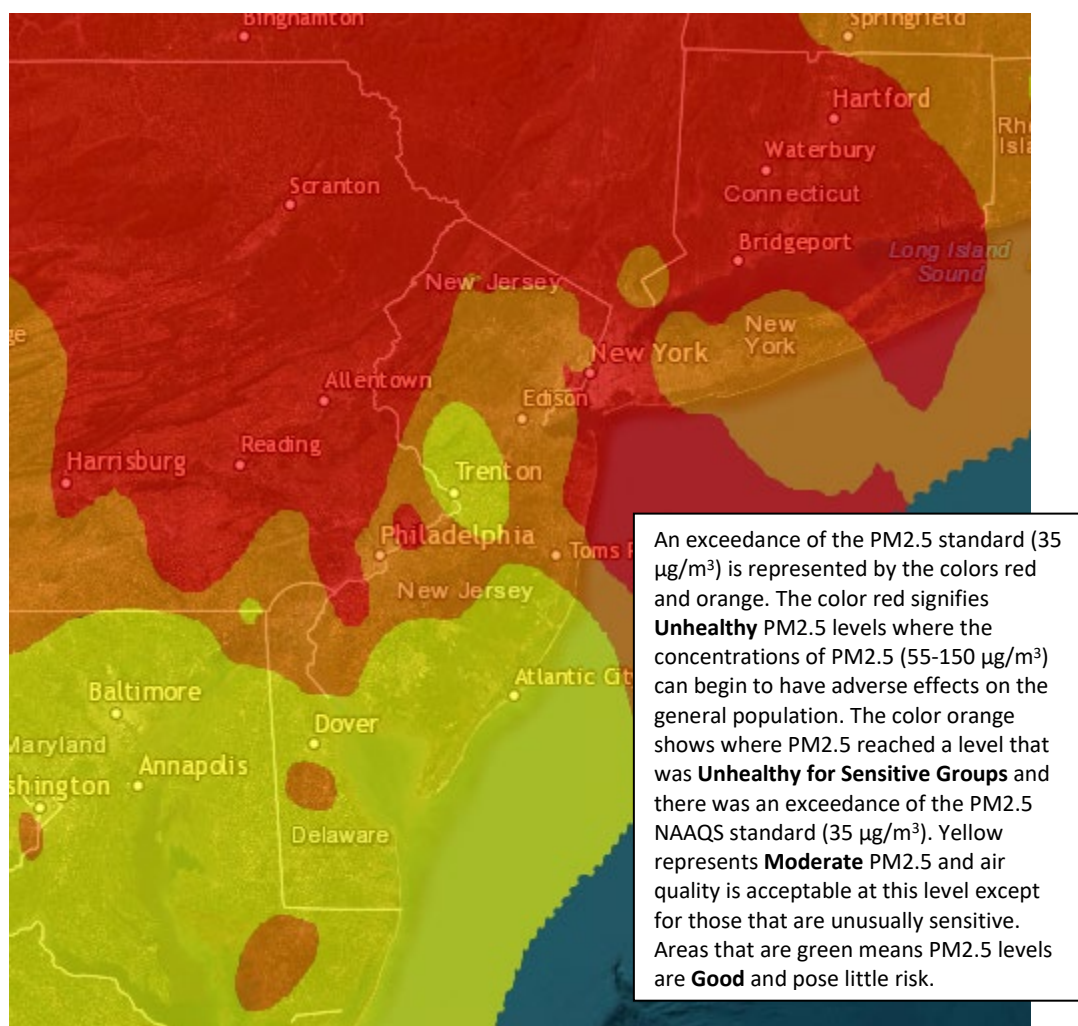 Binghamton
Springfield
Hartford
Rh
Isla
Waterbury
Connecticut
Scranton
Bridgeport
Long Island
Sound
New Jersey
New
York
New York
ge
Allentown
Edison
Reading
Harrisburg
Trenton
Philadelphia
Toms R
New Jersey
Atlantic City
Baltimore
Dover
Maryland
Annapolis
shington
Delaware
An exceedance of the PM2.5 standard (35
µg/m³) is represented by the colors red
and orange. The color red signifies
Unhealthy PM2.5 levels where the
concentrations of PM2.5 (55-150 µg/m³)
can begin to have adverse effects on the
general population. The color orange
shows where PM2.5 reached a level that
was Unhealthy for Sensitive Groups and
there was an exceedance of the PM2.5
NAAQS standard (35 µg/m³). Yellow
represents Moderate PM2.5 and air
quality is acceptable at this level except
for those that are unusually sensitive.
Areas that are green means PM2.5 levels
are Good and pose little risk.